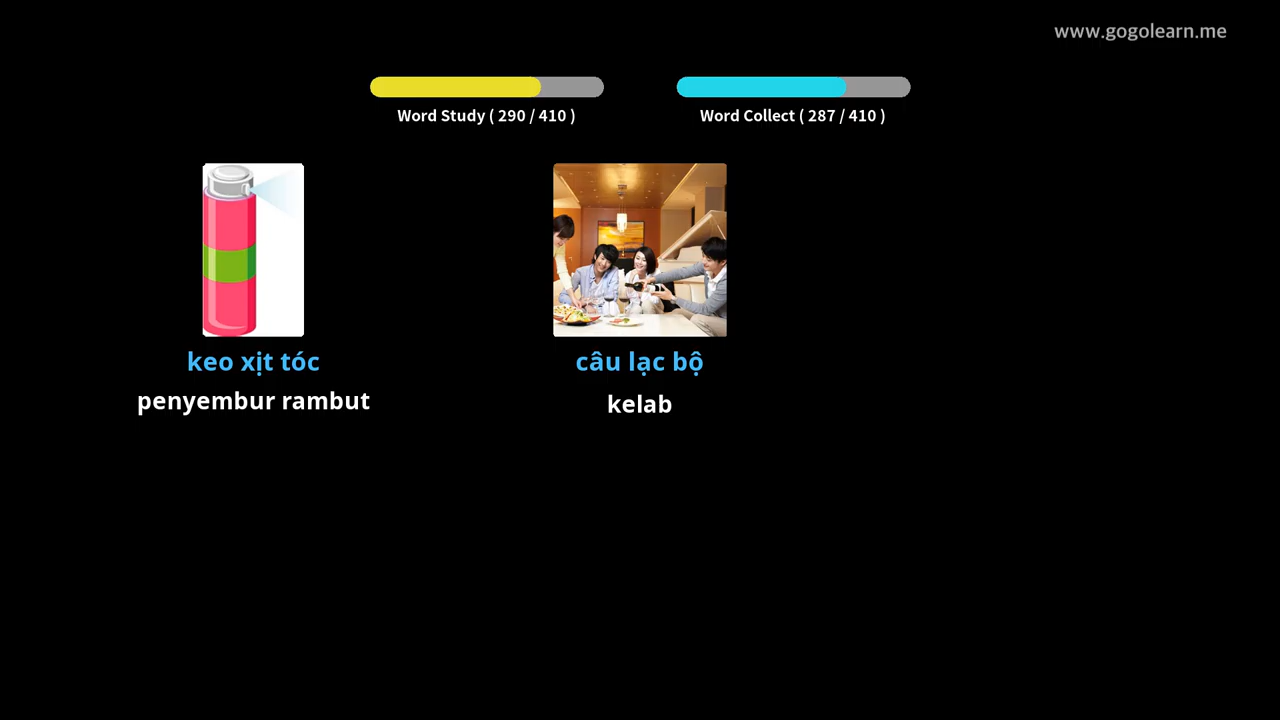 www.gogolearn.me
Word Study ( 290 / 410 )
Word Collect ( 287 / 410 )
keo xịt tóc
penyembur rambut
câu lạc bộ
kelab